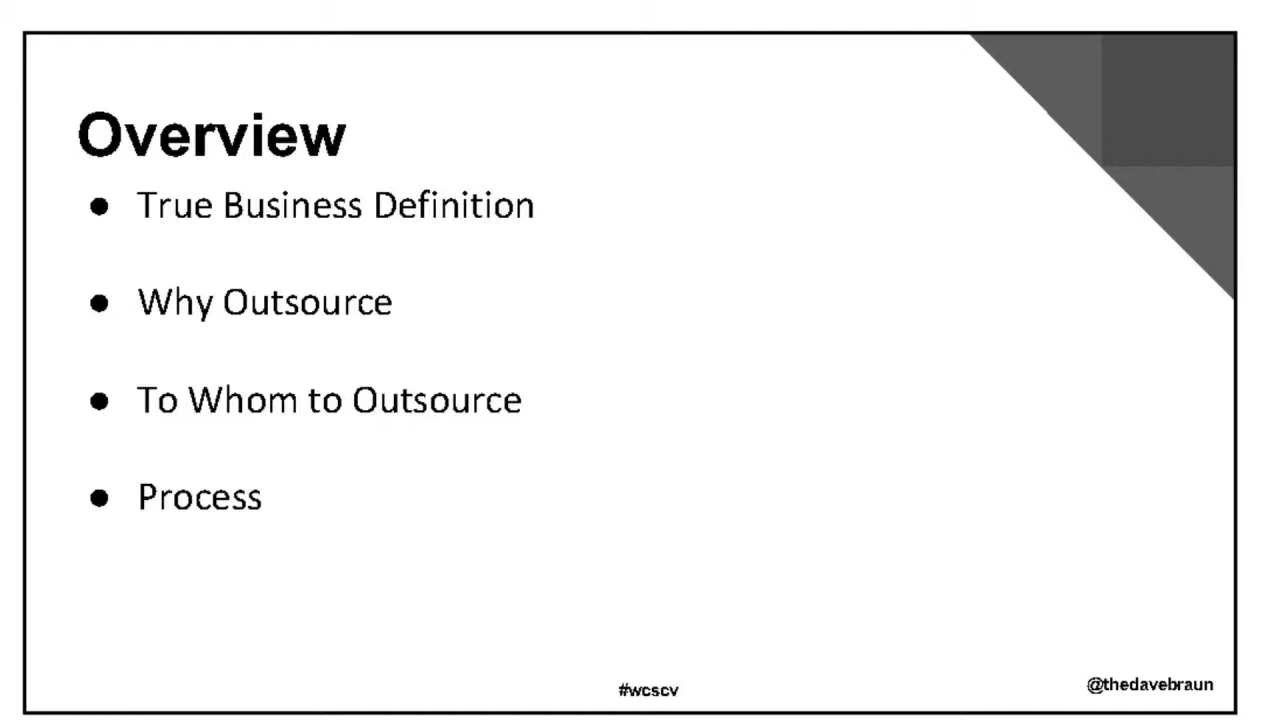 Overview
● True Business Definition
● Why Outsource
● To Whom to Outsource
● Process
#wcscv
@thedavebraun